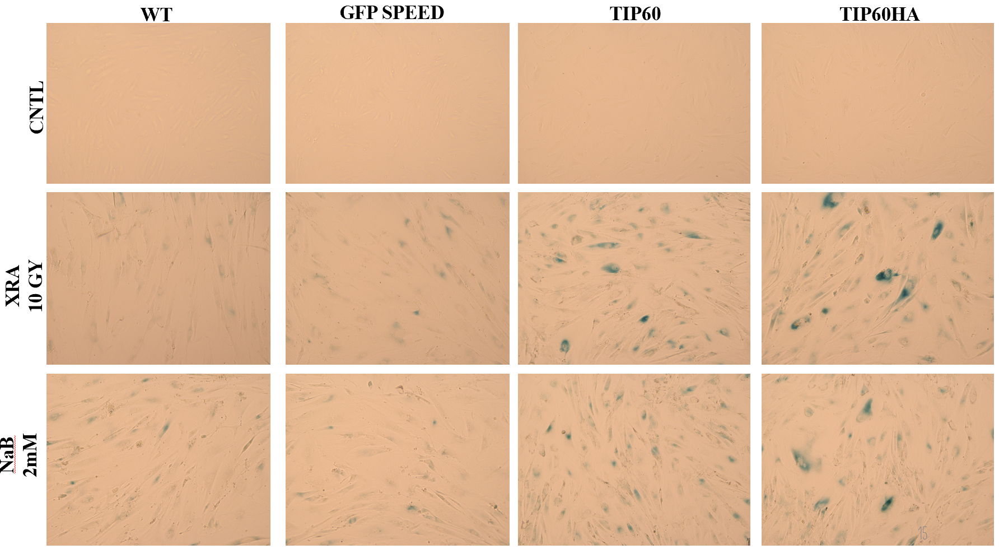 WT
GFP SPEED
TIP60
TIP60HA
CNTL
XRA
10 GY
NaB
2mM
15